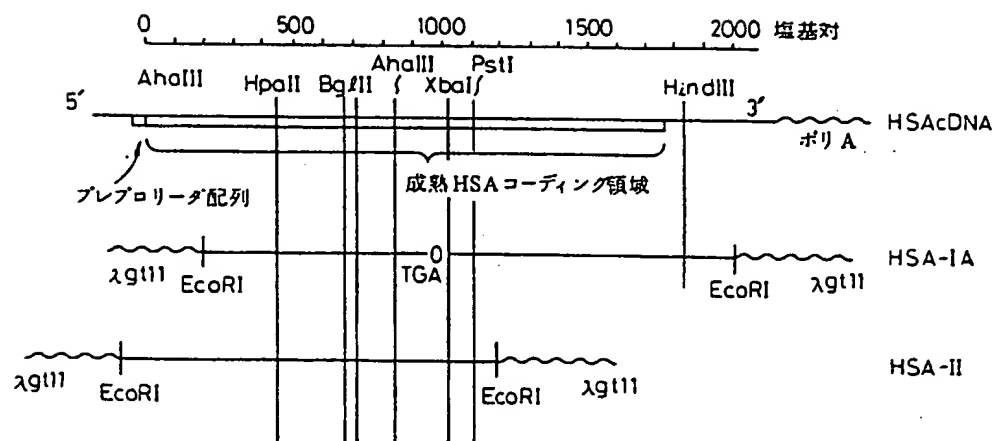 0 500 1000 1500 2000 塩基対
AhaIII HpaII BglII AhaIII XbaI PstI HindIII
5′ 3′ HSAcDNA
ポリ A
プレプロリーダ配列 成熟HSAコーディング領域
λgt11 EcoRI TGA EcoRI λgt11 HSA-IA
λgt11 EcoRI EcoRI λgt11 HSA-II